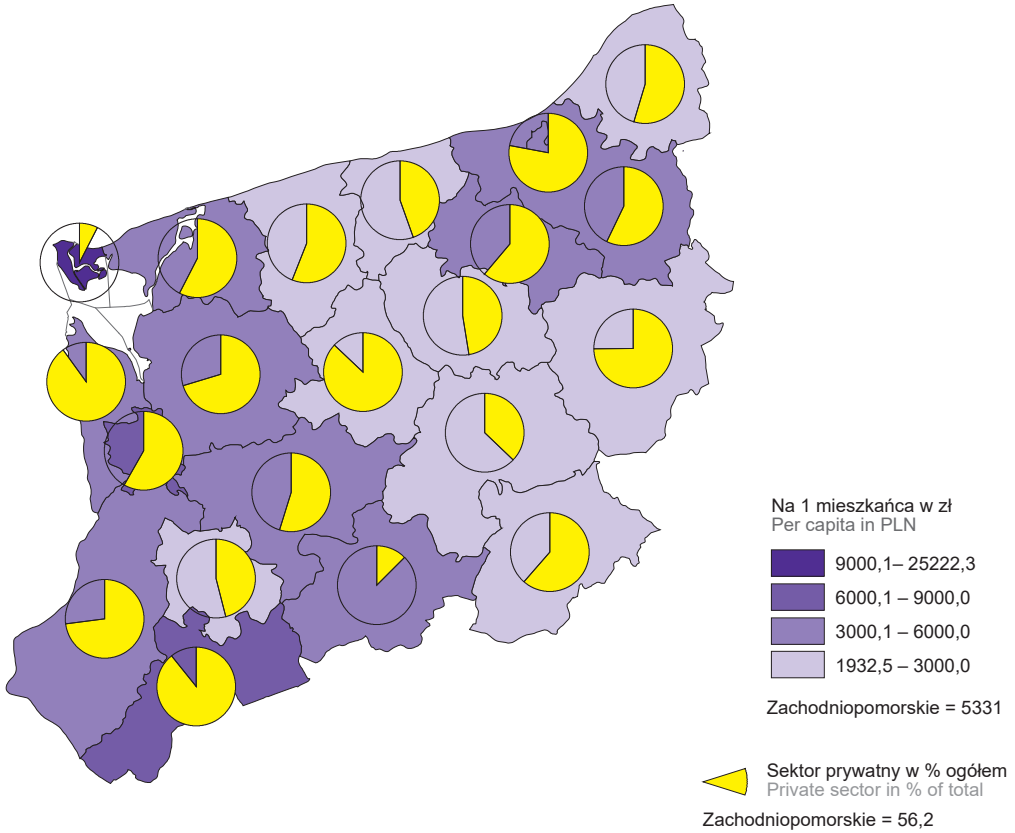 Na 1 mieszkańca w zł
Per capita in PLN
9000,1– 25222,3
6000,1 – 9000,0
3000,1 – 6000,0
1932,5 – 3000,0
Zachodniopomorskie = 5331
Sektor prywatny w % ogółem
Private sector in % of total
Zachodniopomorskie = 56,2